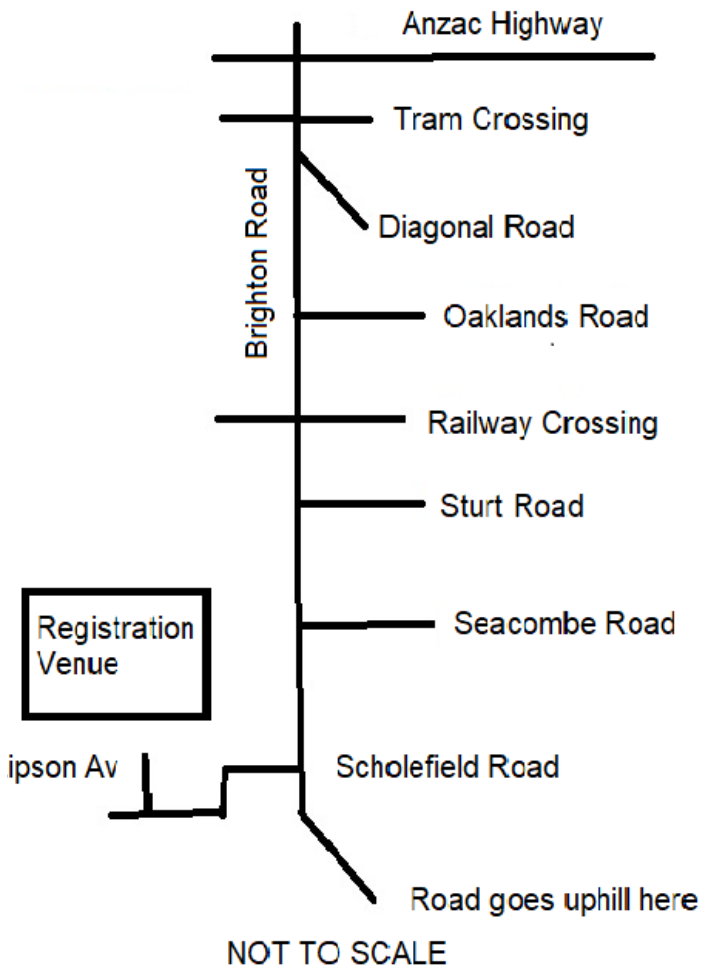 Anzac Highway
Tram Crossing
Brighton Road
Diagonal Road
Oaklands Road
Railway Crossing
Sturt Road
Registration
Venue
Seacombe Road
ipson Av
Scholefield Road
Road goes uphill here
NOT TO SCALE